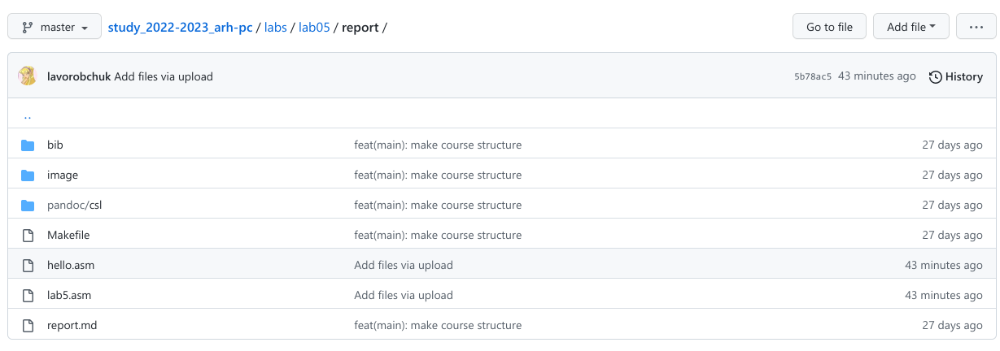 master study_2022-2023_arh-pc / labs / lab05 / report / Go to file Add file ...
lavorobchuk Add files via upload 5b78ac5 43 minutes ago History
..
bib feat(main): make course structure 27 days ago
image feat(main): make course structure 27 days ago
pandoc/csl feat(main): make course structure 27 days ago
Makefile feat(main): make course structure 27 days ago
hello.asm Add files via upload 43 minutes ago
lab5.asm Add files via upload 43 minutes ago
report.md feat(main): make course structure 27 days ago